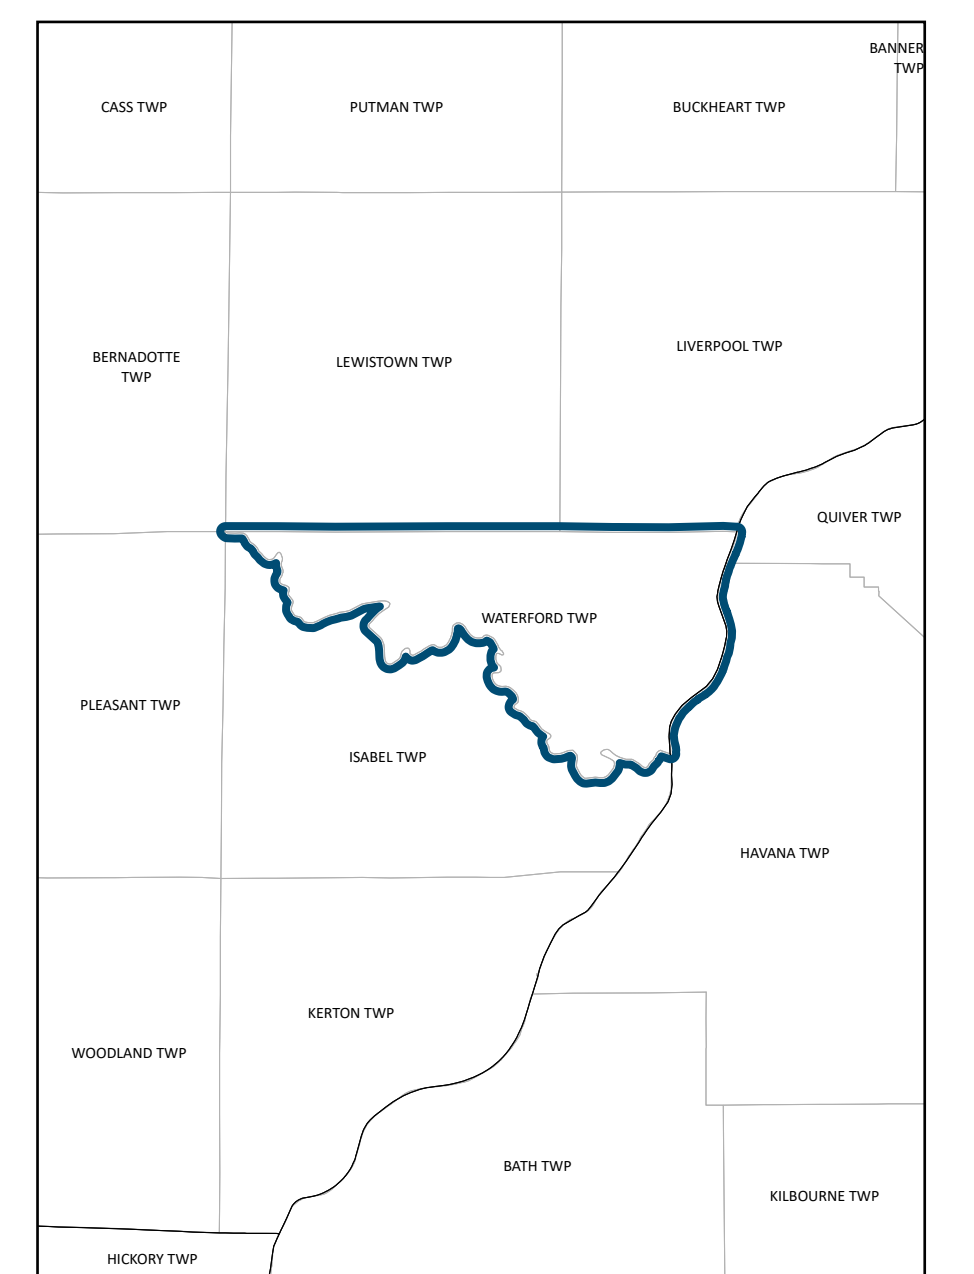 BANNER
TWP
CASS TWP
PUTMAN TWP
BUCKHEART TWP
BERNADOTTE
TWP
LEWISTOWN TWP
LIVERPOOL TWP
QUIVER TWP
WATERFORD TWP
PLEASANT TWP
ISABEL TWP
HAVANA TWP
KERTON TWP
WOODLAND TWP
BATH TWP
KILBOURNE TWP
HICKORY TWP